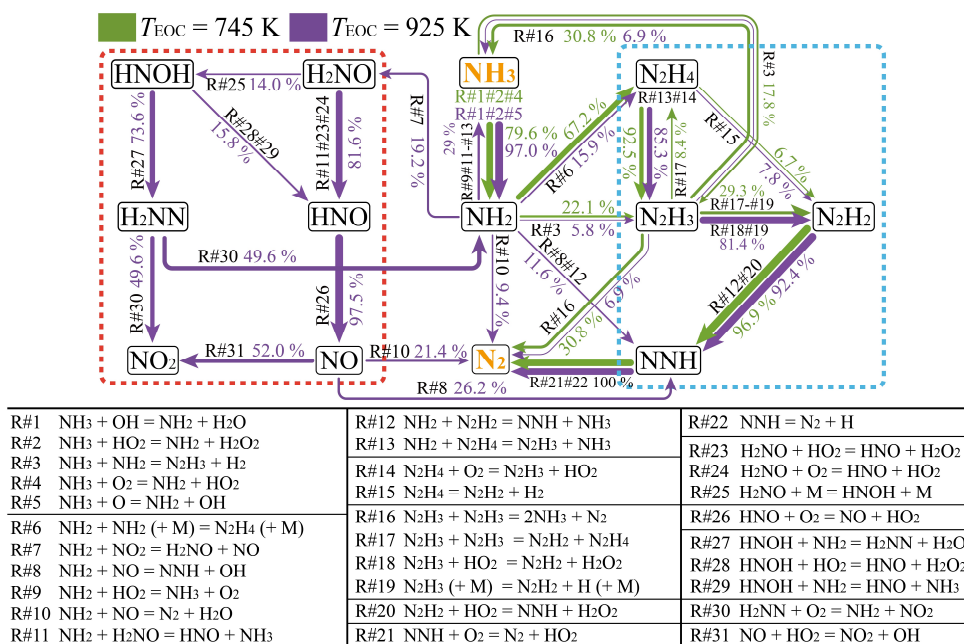 T_EOC = 745 K T_EOC = 925 K
R#16 30.8 % 6.9 %
HNOH
H2NO
NH3
N2H4
R#25 14.0 %
R#1#2#4
R#1#2#5
R#13#14
R#3 17.8 %
R#27 73.6 %
R#28#29
15.8 %
R#11#23#24
81.6 %
R#7
19.2 %
29 %
R#9#11#13
79.6 %
97.0 %
67.2 %
R#6 15.9 %
92.5 %
85.3 %
R#17 8.4 %
R#15
6.7 %
7.8 %
H2NN
HNO
NH2
N2H3
N2H2
22.1 %
R#3
5.8 %
29.3 %
R#17-#19
R#18#19
81.4 %
R#30 49.6 %
R#30 49.6 %
R#26
97.5 %
R#10 9.4 %
R#8#12
11.6 %
R#16
30.8 %
6.9 %
R#12#20
96.9 %
92.4 %
NO2
R#31 52.0 %
NO
R#10 21.4 %
N2
NNH
R#21#22 100 %
R#8 26.2 %
R#1 NH3 + OH = NH2 + H2O
R#2 NH3 + HO2 = NH2 + H2O2
R#3 NH3 + NH2 = N2H3 + H2
R#4 NH3 + O2 = NH2 + HO2
R#5 NH3 + O = NH2 + OH
R#6 NH2 + NH2 (+ M) = N2H4 (+ M)
R#7 NH2 + NO2 = H2NO + NO
R#8 NH2 + NO = NNH + OH
R#9 NH2 + HO2 = NH3 + O2
R#10 NH2 + NO = N2 + H2O
R#11 NH2 + H2NO = HNO + NH3
R#12 NH2 + N2H2 = NNH + NH3
R#13 NH2 + N2H4 = N2H3 + NH3
R#14 N2H4 + O2 = N2H3 + HO2
R#15 N2H4 = N2H2 + H2
R#16 N2H3 + N2H3 = 2NH3 + N2
R#17 N2H3 + N2H3 = N2H2 + N2H4
R#18 N2H3 + HO2 = N2H2 + H2O2
R#19 N2H3 (+ M) = N2H2 + H (+ M)
R#20 N2H2 + HO2 = NNH + H2O2
R#21 NNH + O2 = N2 + HO2
R#22 NNH = N2 + H
R#23 H2NO + HO2 = HNO + H2O2
R#24 H2NO + O2 = HNO + HO2
R#25 H2NO + M = HNOH + M
R#26 HNO + O2 = NO + HO2
R#27 HNOH + NH2 = H2NN + H2O
R#28 HNOH + HO2 = HNO + H2O2
R#29 HNOH + NH2 = HNO + NH3
R#30 H2NN + O2 = NH2 + NO2
R#31 NO + HO2 = NO2 + OH